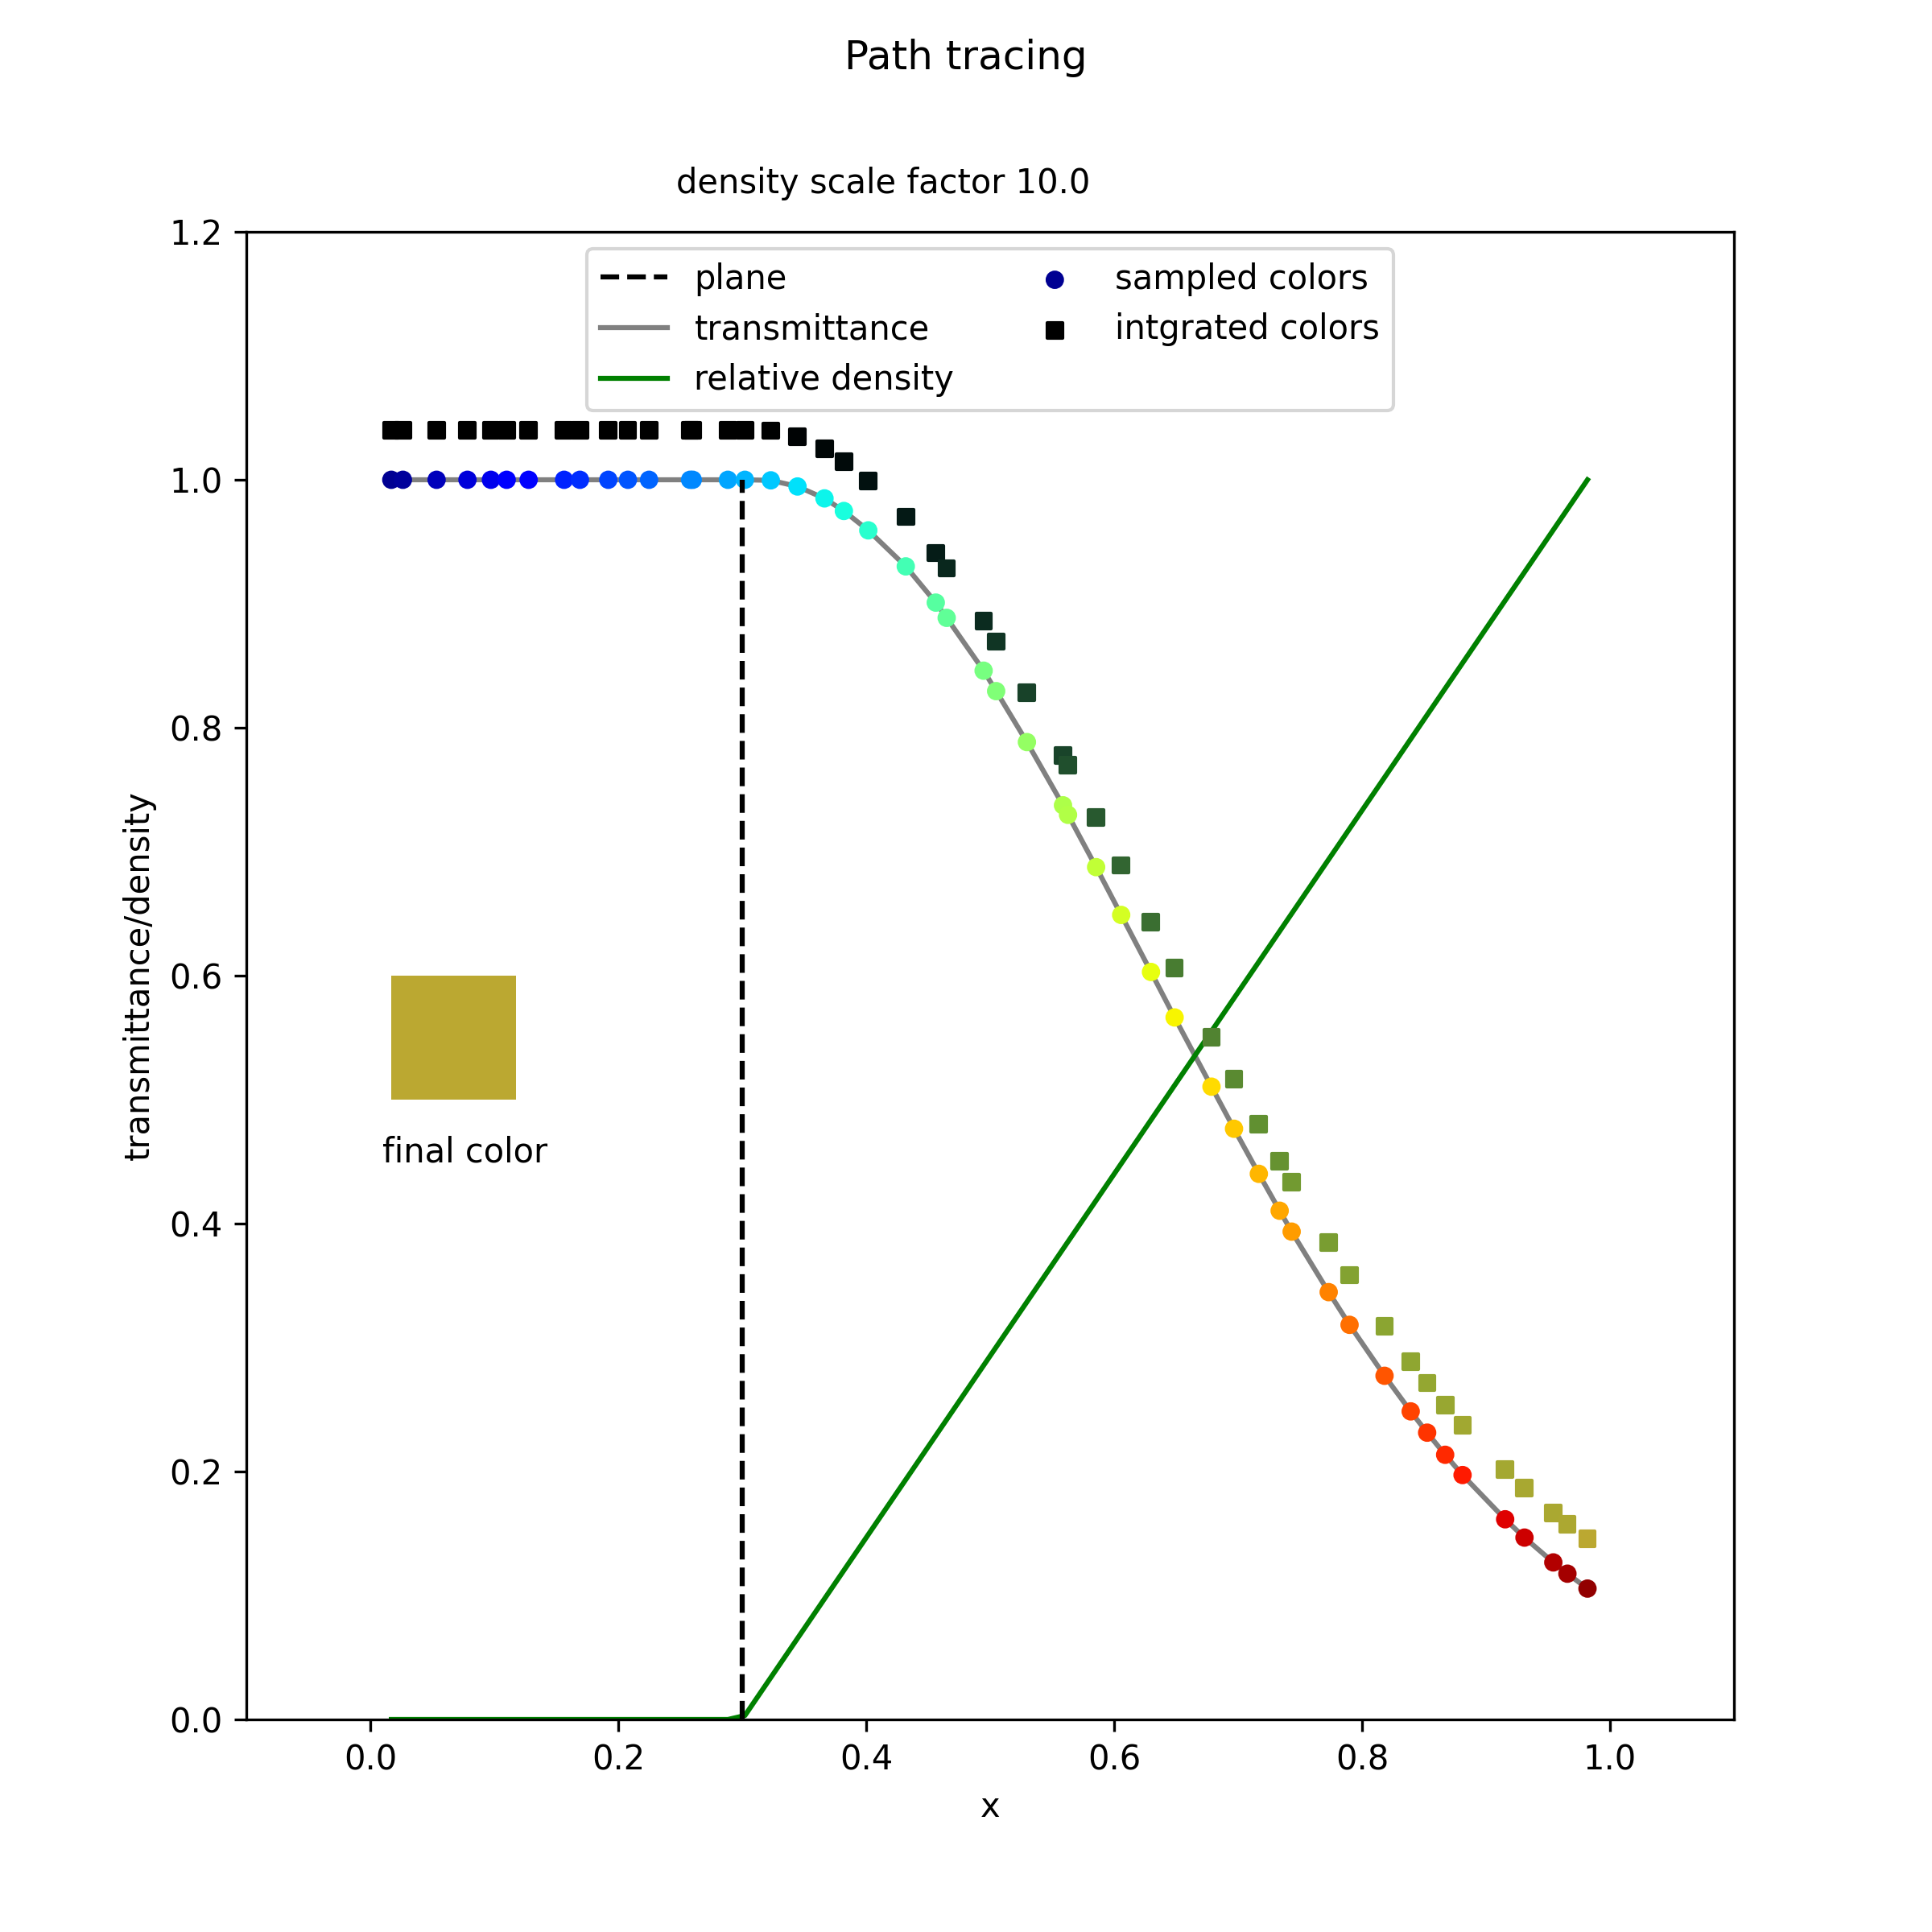 Path tracing
density scale factor 10.0
plane
transmittance
relative density
sampled colors
intgrated colors
transmittance/density
1.2
1.0
0.8
0.6
0.4
0.2
0.0
final color
0.0 0.2 0.4 0.6 0.8 1.0
x